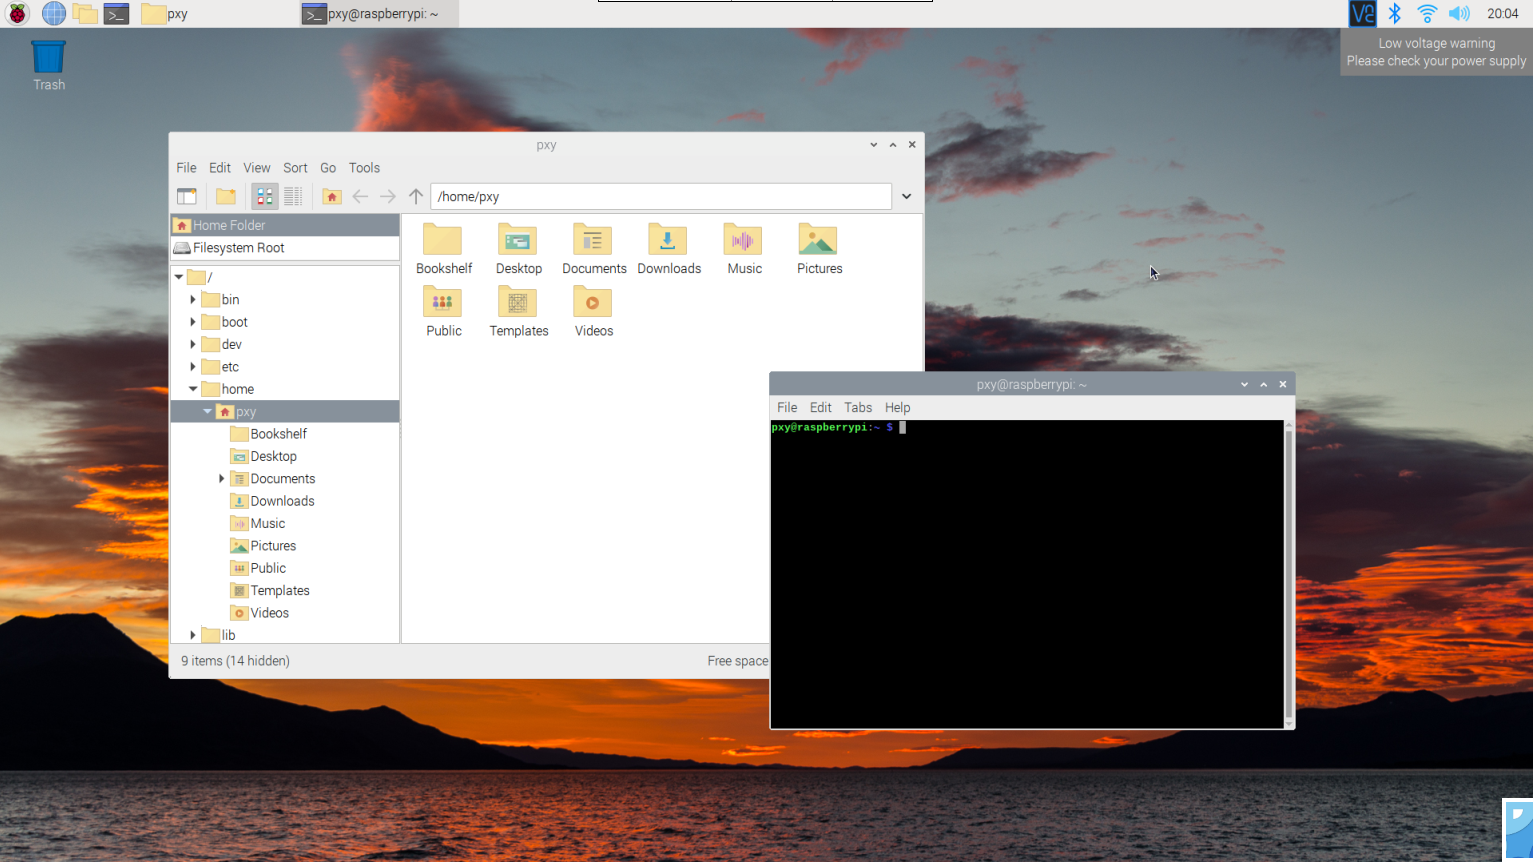 pxy
pxy@raspberrypi: ~
20:04
Low voltage warning
Please check your power supply
Trash
pxy
File Edit View Sort Go Tools
/home/pxy
Home Folder
Filesystem Root
/
bin
boot
dev
etc
home
pxy
Bookshelf
Desktop
Documents
Downloads
Music
Pictures
Public
Templates
Videos
lib
Bookshelf Desktop Documents Downloads Music Pictures
Public Templates Videos
9 items (14 hidden)
Free space
pxy@raspberrypi: ~
File Edit Tabs Help
pxy@raspberrypi:~ $